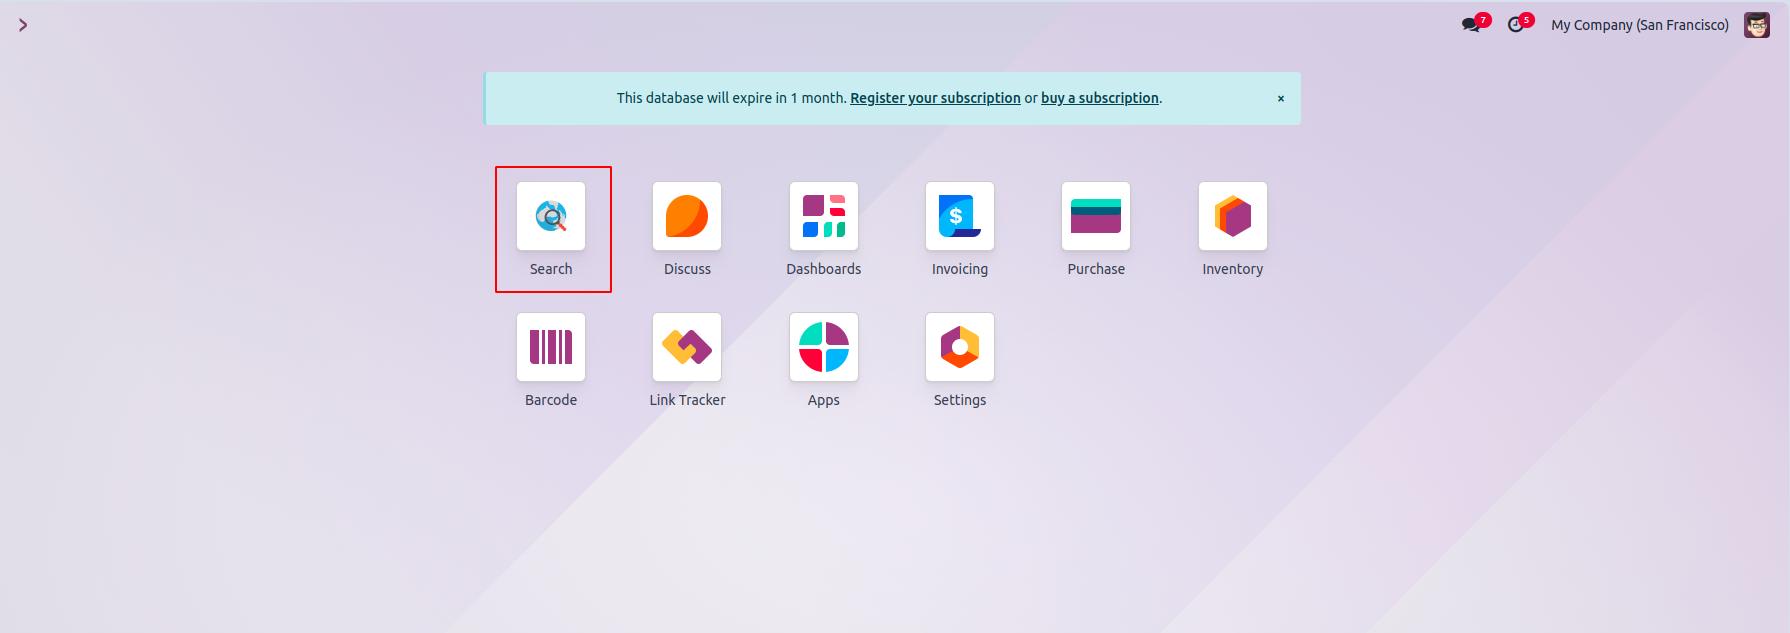 7
5
My Company (San Francisco)
This database will expire in 1 month. Register your subscription or buy a subscription.
×
Search
Discuss
Dashboards
$
Invoicing
Purchase
Inventory
Barcode
Link Tracker
Apps
Settings